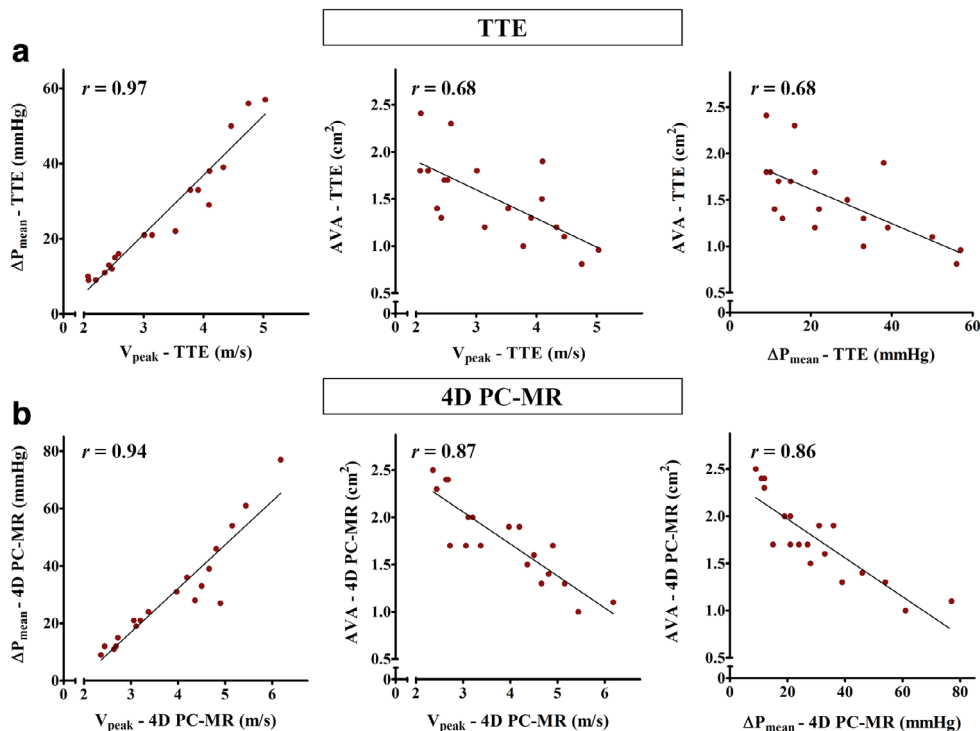 TTE
a
r = 0.97
ΔPmean - TTE (mmHg)
60
40
20
0
0 2 3 4 5
Vpeak - TTE (m/s)
r = 0.68
AVA - TTE (cm²)
2.5
2.0
1.5
1.0
0.5
0
0 2 3 4 5
Vpeak - TTE (m/s)
r = 0.68
AVA - TTE (cm²)
2.5
2.0
1.5
1.0
0.5
0
0 20 40 60
ΔPmean - TTE (mmHg)
4D PC-MR
b
r = 0.94
ΔPmean - 4D PC-MR (mmHg)
80
60
40
20
0
0 2 3 4 5 6
Vpeak - 4D PC-MR (m/s)
r = 0.87
AVA - 4D PC-MR (cm²)
2.5
2.0
1.5
1.0
0.5
0
0 2 3 4 5 6
Vpeak - 4D PC-MR (m/s)
r = 0.86
AVA - 4D PC-MR (cm²)
2.5
2.0
1.5
1.0
0.5
0
0 20 40 60 80
ΔPmean - 4D PC-MR (mmHg)